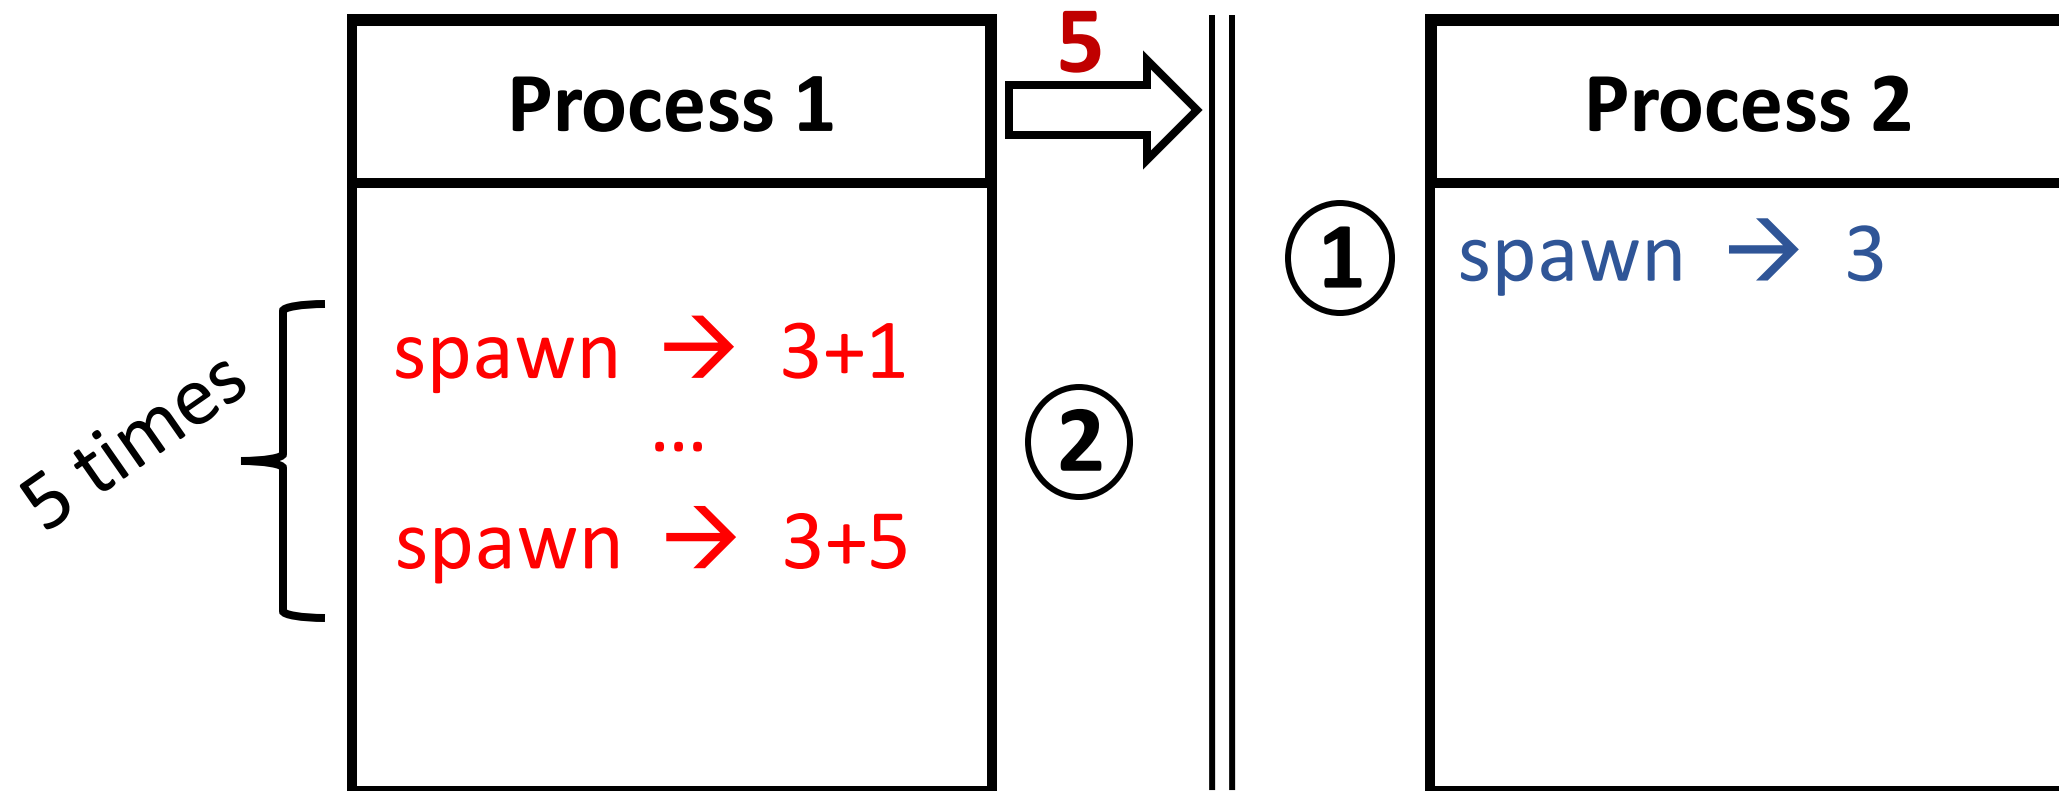 Process 1
5
Process 2
1
spawn → 3
5 times
spawn → 3+1
...
2
spawn → 3+5